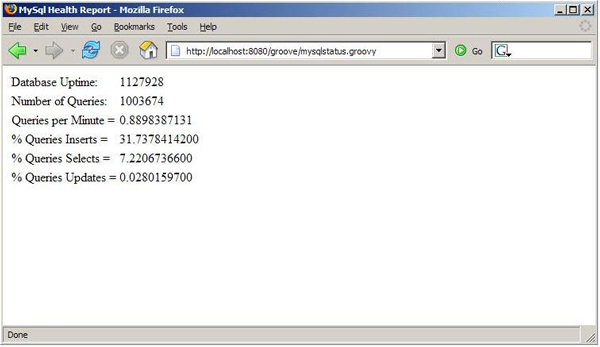 MySql Health Report - Mozilla Firefox
File Edit View Go Bookmarks Tools Help
http://localhost:8080/groove/mysqlstatus.groovy Go G
Database Uptime: 1127928
Number of Queries: 1003674
Queries per Minute = 0.8898387131
% Queries Inserts = 31.7378414200
% Queries Selects = 7.2206736600
% Queries Updates = 0.0280159700
Done